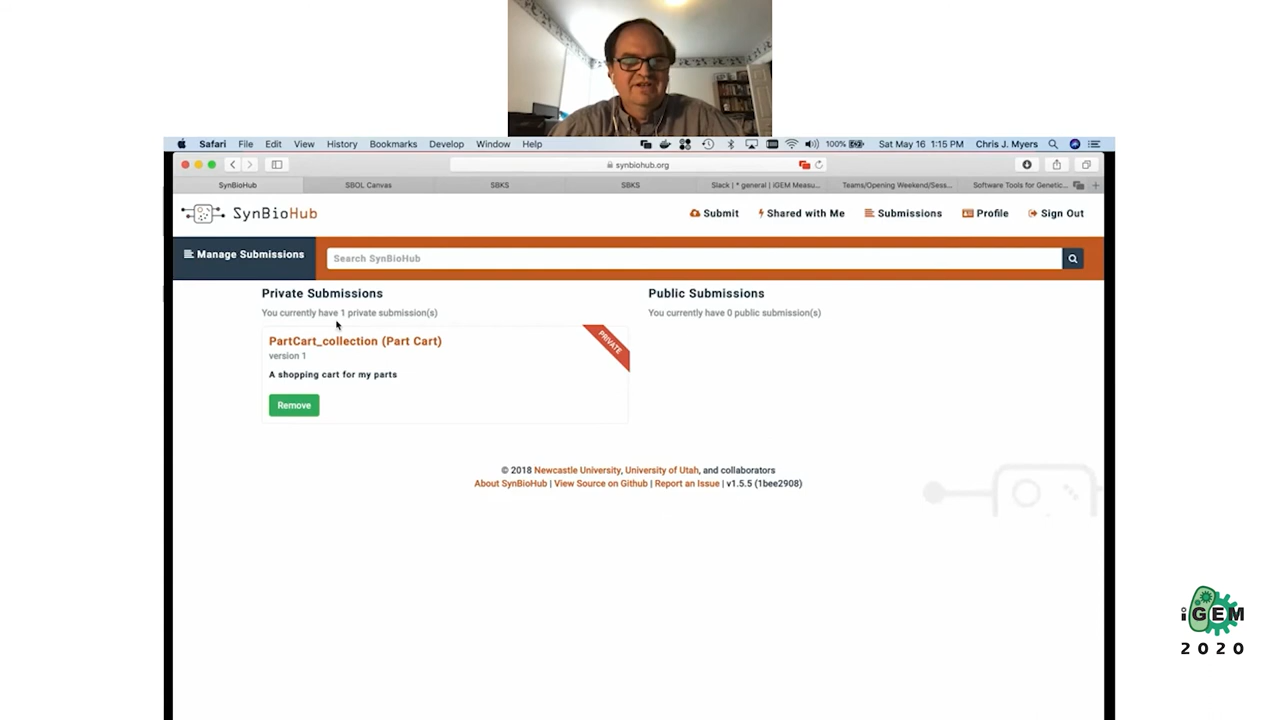 Safari File Edit View History Bookmarks Develop Window Help 100% Sat May 16 1:15 PM Chris J. Myers
synbiohub.org
SynBioHub SBOL Canvas SBKS SBKS Slack | * general | iGEM Measu... Teams/Opening Weekend/Sess... Software Tools for Genetic...
SynBioHub Submit Shared with Me Submissions Profile Sign Out
Manage Submissions Search SynBioHub
Private Submissions
You currently have 1 private submission(s)
PartCart_collection (Part Cart)
version 1
A shopping cart for my parts
Remove
PRIVATE
Public Submissions
You currently have 0 public submission(s)
© 2018 Newcastle University, University of Utah, and collaborators
About SynBioHub | View Source on Github | Report an Issue | v1.5.5 (1bee2908)
iGEM
2020